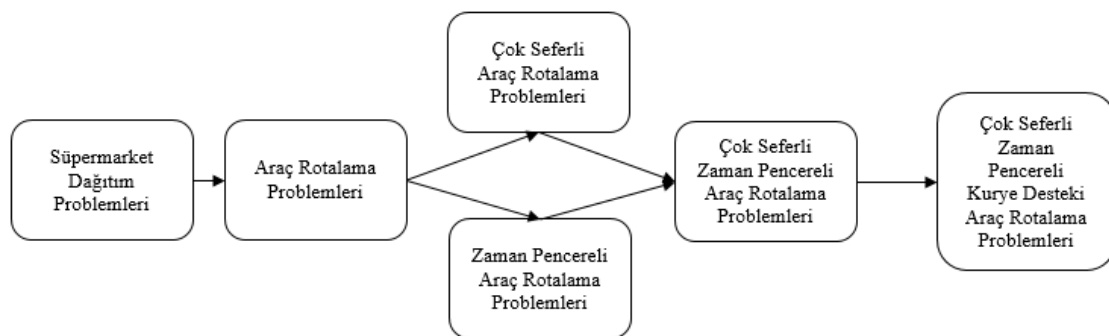 Süpermarket
Dağıtım
Problemleri
Araç Rotalama
Problemleri
Çok Seferli
Araç Rotalama
Problemleri
Zaman Pencereli
Araç Rotalama
Problemleri
Çok Seferli
Zaman Pencereli
Araç Rotalama
Problemleri
Çok Seferli
Zaman
Pencereli
Kurye Desteki
Araç Rotalama
Problemleri